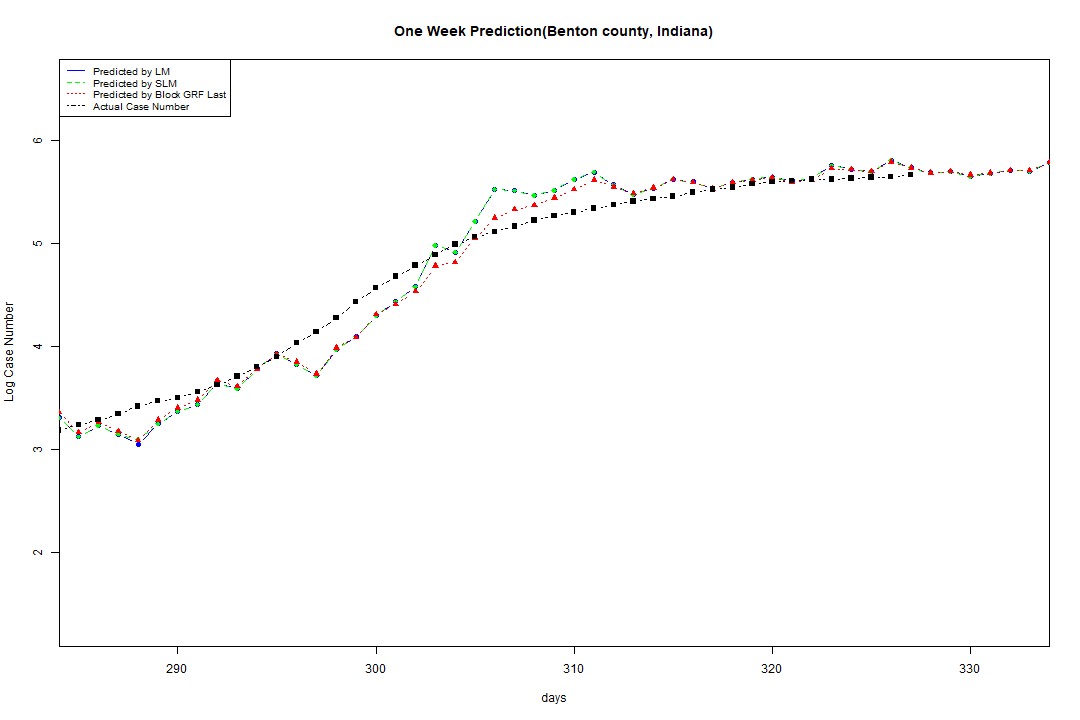 One Week Prediction(Benton county, Indiana)
Predicted by LM
Predicted by SLM
Predicted by Block GRF Last
Actual Case Number
6
5
4
3
2
Log Case Number
290 300 310 320 330
days